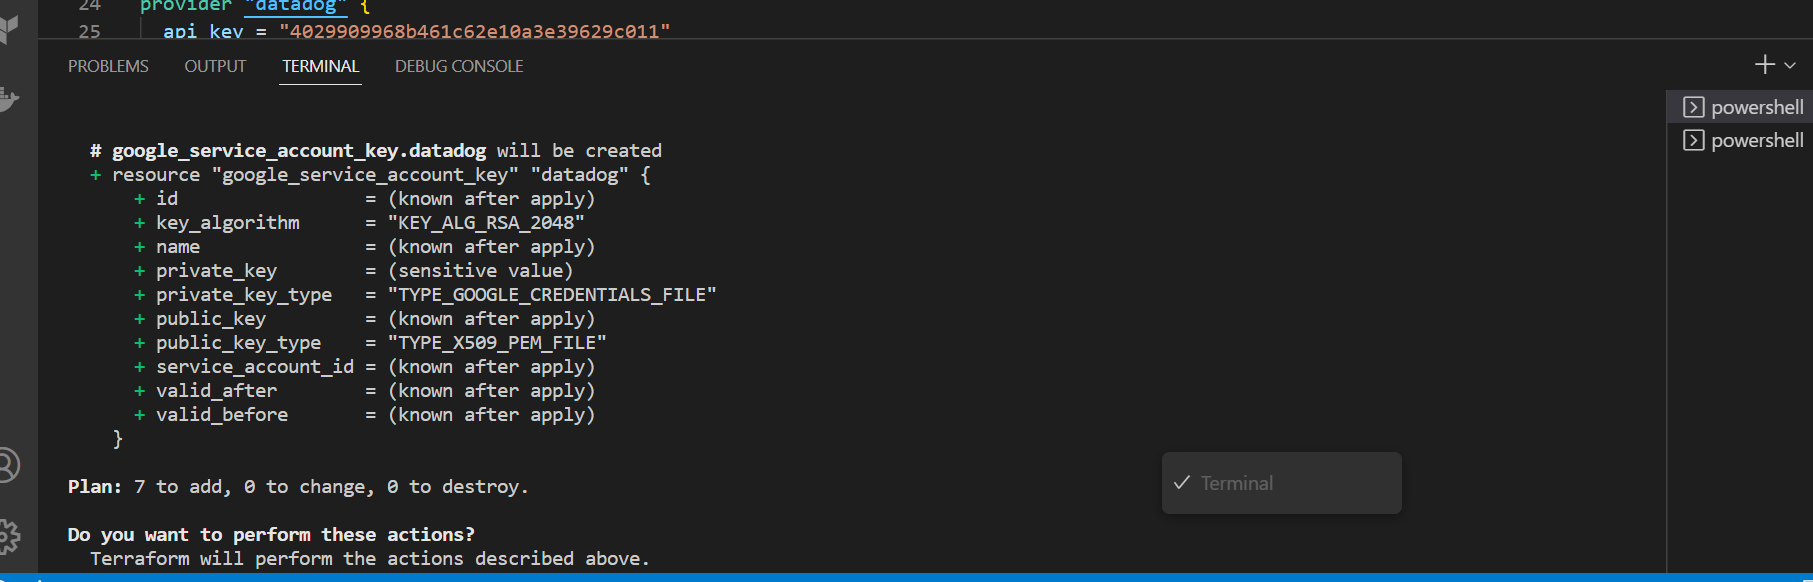 24 provider "datadog" {
25 api_key = "4029909968b461c62e10a3e39629c011"
PROBLEMS OUTPUT TERMINAL DEBUG CONSOLE
powershell
powershell
# google_service_account_key.datadog will be created
+ resource "google_service_account_key" "datadog" {
+ id = (known after apply)
+ key_algorithm = "KEY_ALG_RSA_2048"
+ name = (known after apply)
+ private_key = (sensitive value)
+ private_key_type = "TYPE_GOOGLE_CREDENTIALS_FILE"
+ public_key = (known after apply)
+ public_key_type = "TYPE_X509_PEM_FILE"
+ service_account_id = (known after apply)
+ valid_after = (known after apply)
+ valid_before = (known after apply)
}
Plan: 7 to add, 0 to change, 0 to destroy.
Terminal
Do you want to perform these actions?
Terraform will perform the actions described above.